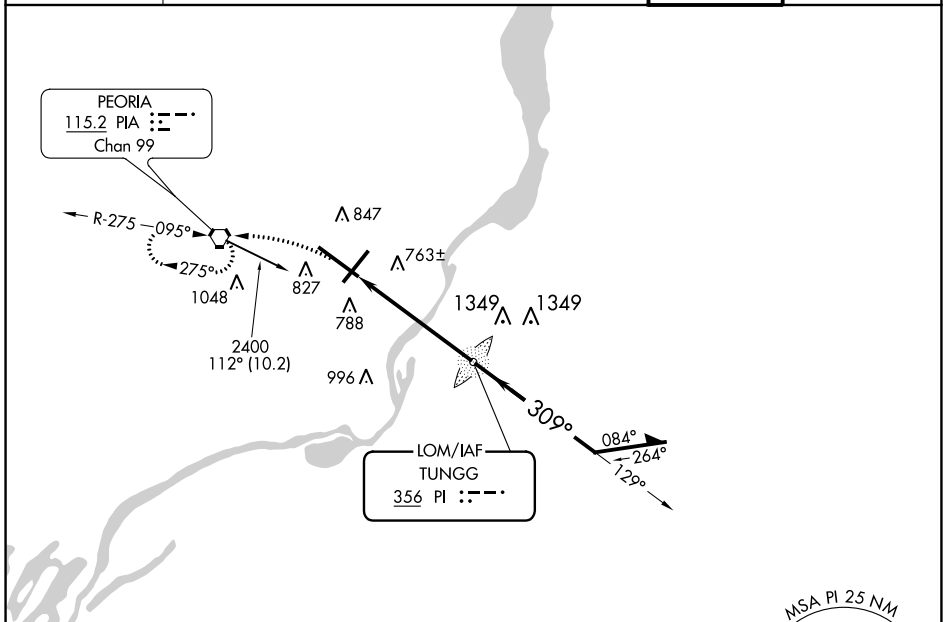 PEORIA
115.2 PIA
Chan 99
R-275
095°
275°
847
763±
1048
827
788
1349
1349
2400
112° (10.2)
996
309°
084°
264°
129°
LOM/IAF
TUNGG
356 PI
MSA PI 25 NM